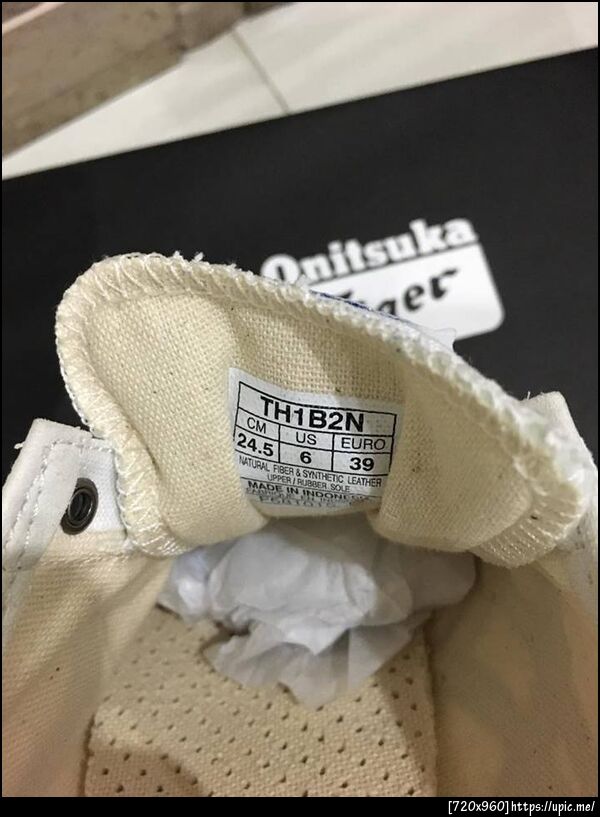 Onitsuka
TH1B2N
CM US EURO
24.5 6 39
NATURAL FIBER & SYNTHETIC LEATHER
UPPER / RUBBER SOLE
MADE IN INDONESIA
[720x960]https://upic.me/